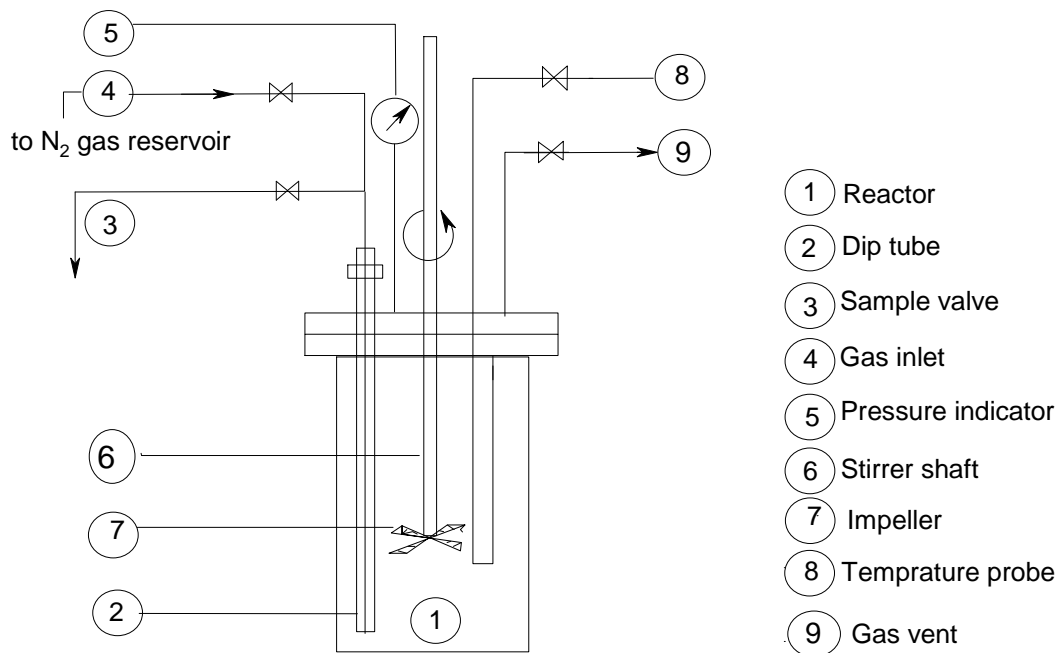 5
4
to N₂ gas reservoir
3
6
7
2
1
8
9
1 Reactor
2 Dip tube
3 Sample valve
4 Gas inlet
5 Pressure indicator
6 Stirrer shaft
7 Impeller
8 Temprature probe
9 Gas vent